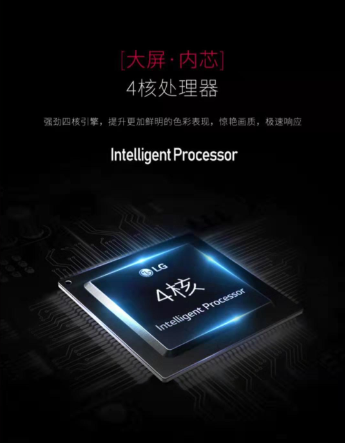 [大屏·内芯]
4核处理器
强劲四核引擎，提升更加鲜明的色彩表现，惊艳画质，极速响应
Intelligent Processor
LG
4核
Intelligent Processor